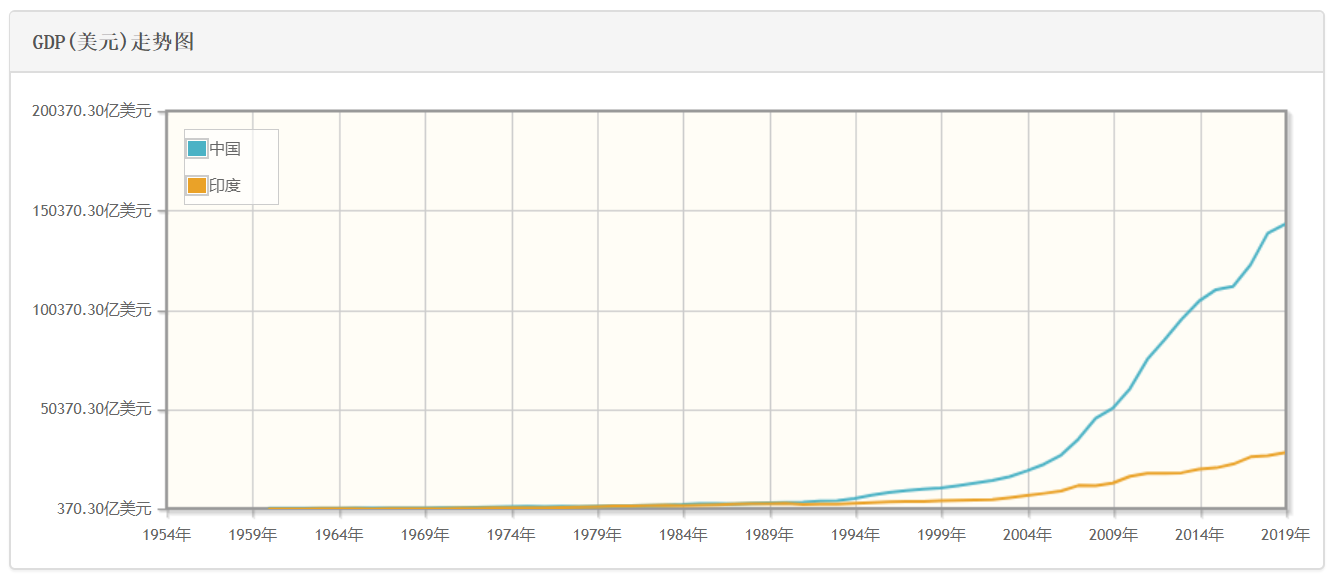 GDP(美元)走势图
200370.30亿美元
150370.30亿美元
100370.30亿美元
50370.30亿美元
370.30亿美元
中国
印度
1954年 1959年 1964年 1969年 1974年 1979年 1984年 1989年 1994年 1999年 2004年 2009年 2014年 2019年